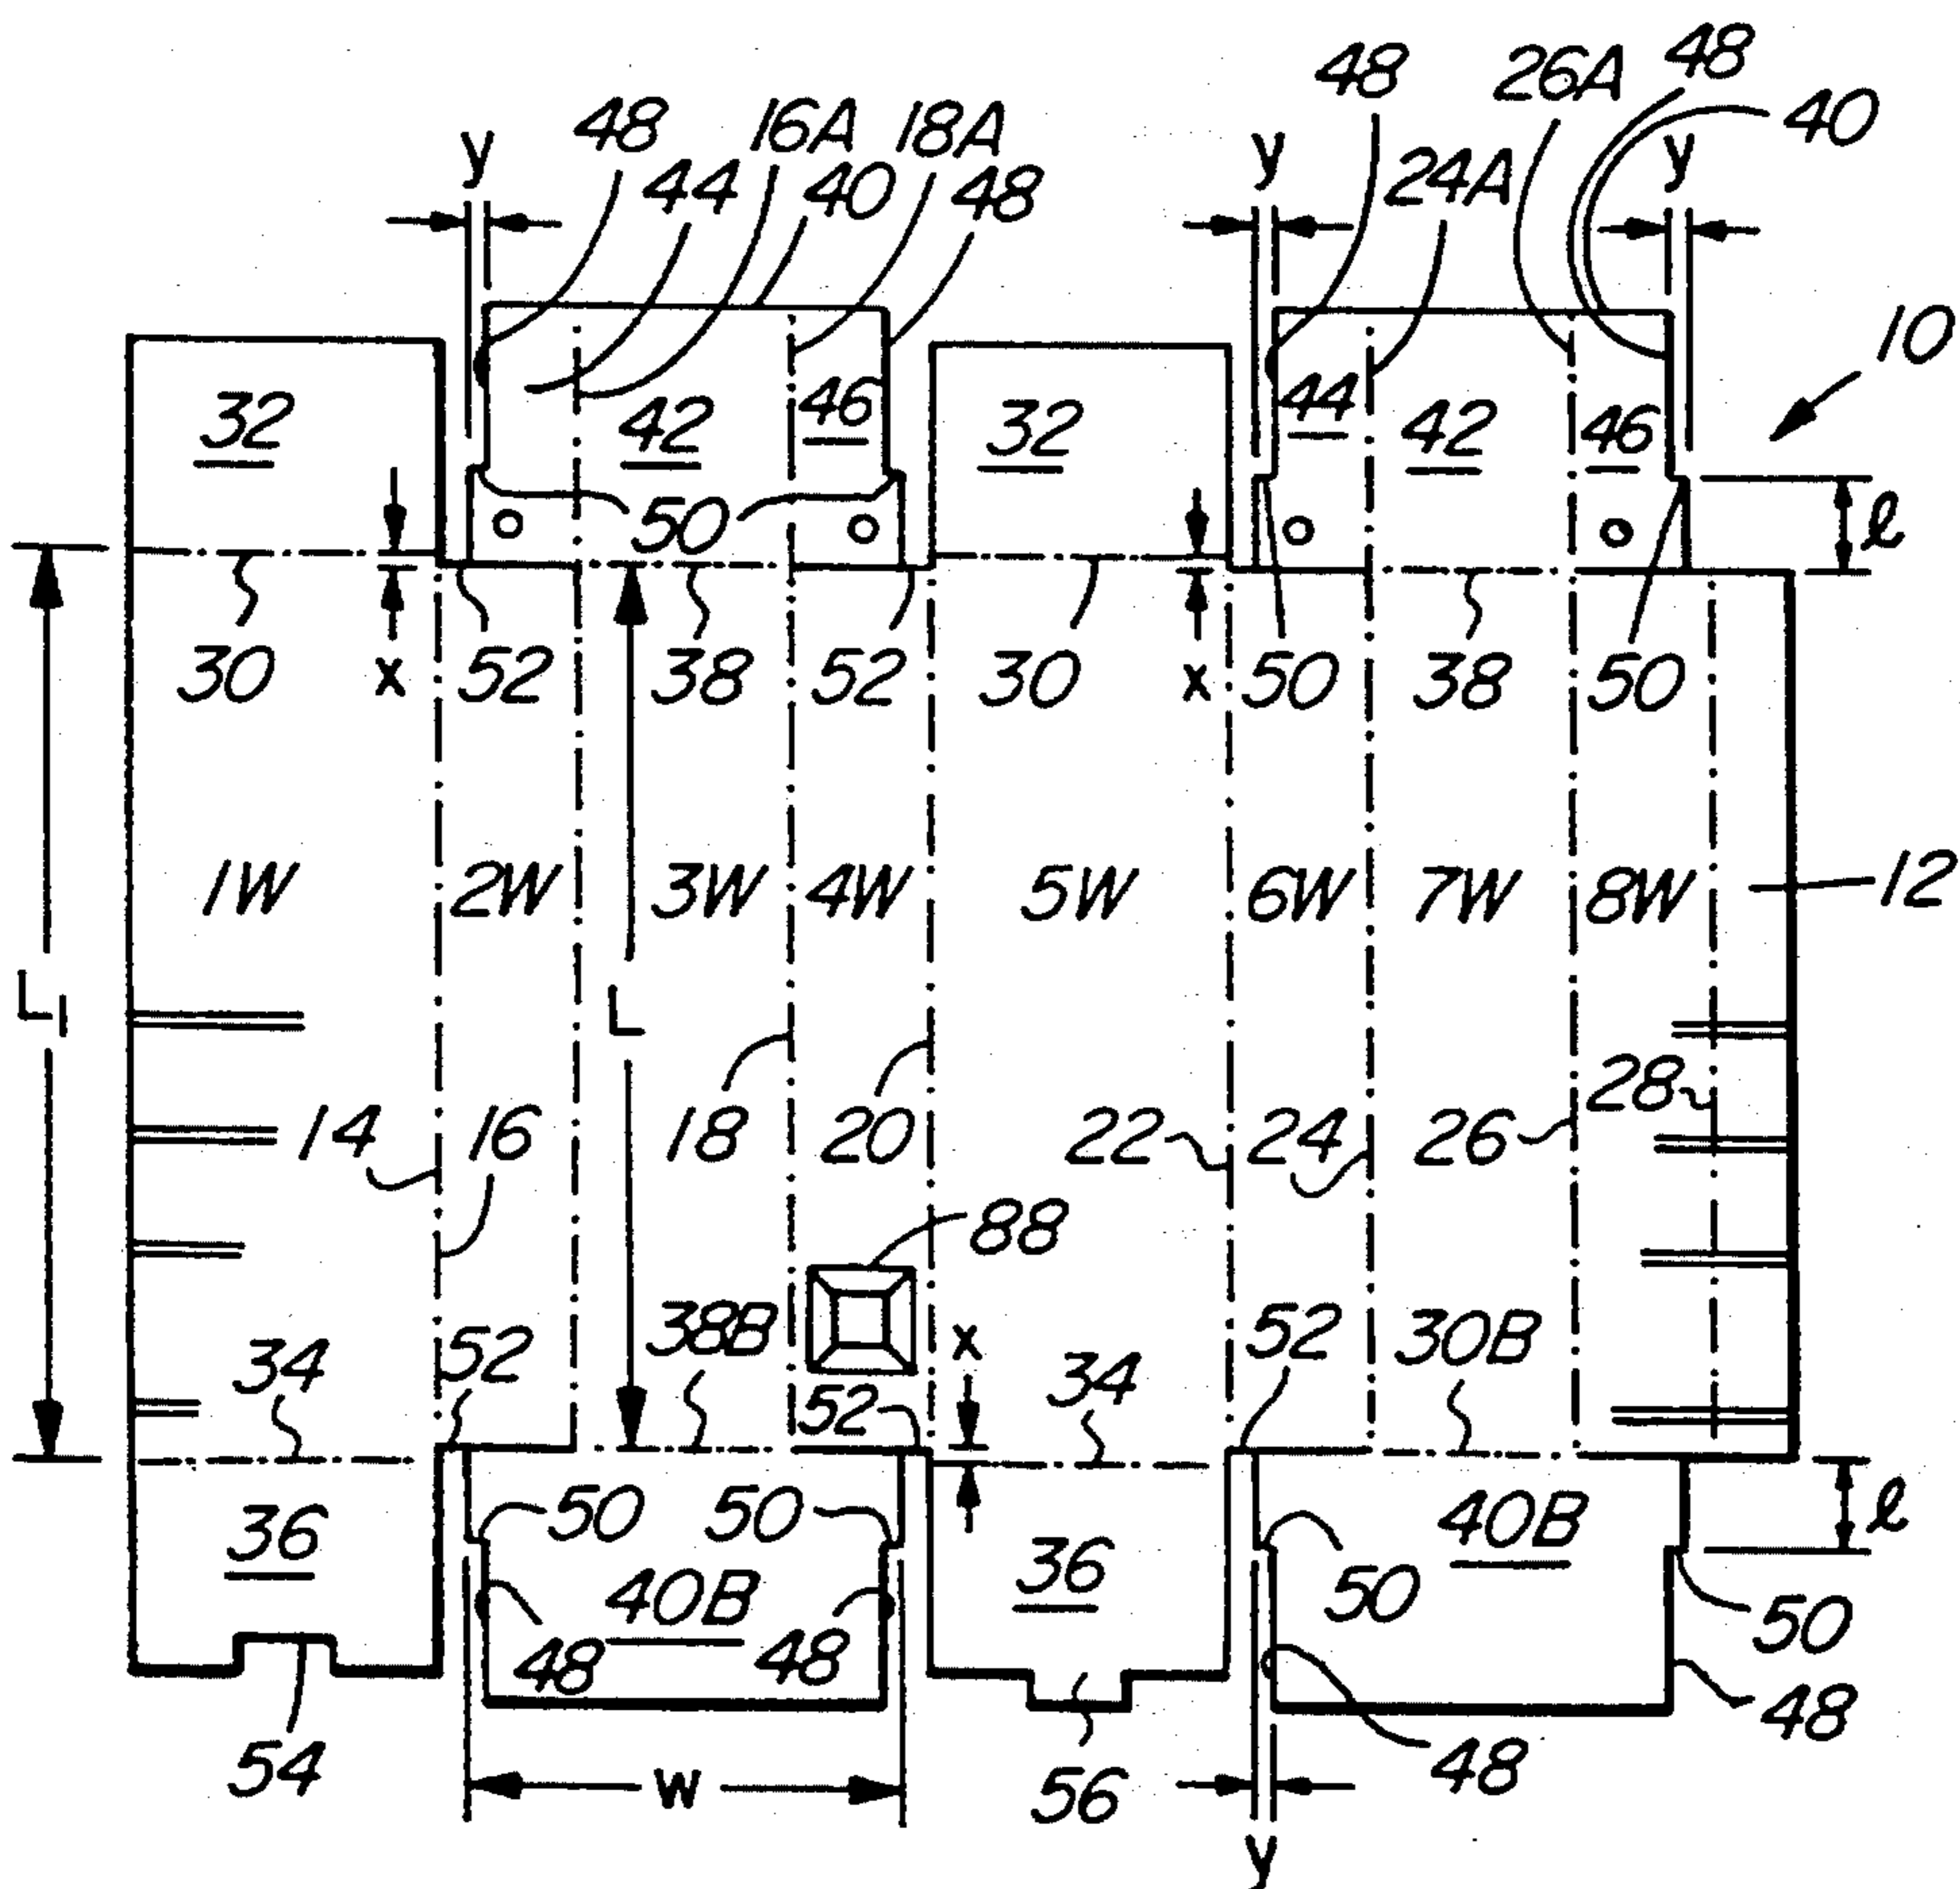 48 26A 48
y 48 16A 18A y 24A y 40
44 40 48
10
32 42 46 32 44 42 46
50 l
30 x 52 38 52 30 x 50 38 50
1W 2W 3W 4W 5W 6W 7W 8W 12
L1 L
14 16 18 20 22 24 26 28
88
34 52 38B 52 x 34 52 30B
36 50 50 36 50 40B l
40B 50
48 48 48 48
54 W 56 y